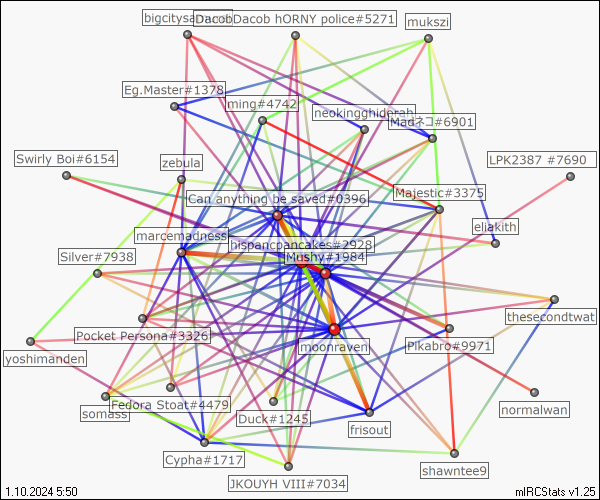 bigcitysa
DacobDacob hORNY police#5271
mukszi
Eg.Master#1378
ming#4742
neokingghiderah
Madネコ#6901
Swirly Boi#6154
zebula
LPK2387 #7690
Can anything be saved#0396
Majestic#3375
marcemadness
hispancpancakes#2928
eliakith
Silver#7938
Mushy#1984
thesecondtwat
Pocket Persona#3326
moonraven
Pikabro#9971
yoshimanden
somass
Fedora Stoat#4479
Duck#1245
normalwan
frisout
Cypha#1717
shawntee9
JKOUYH VIII#7034
1.10.2024 5:50
mIRCStats v1.25